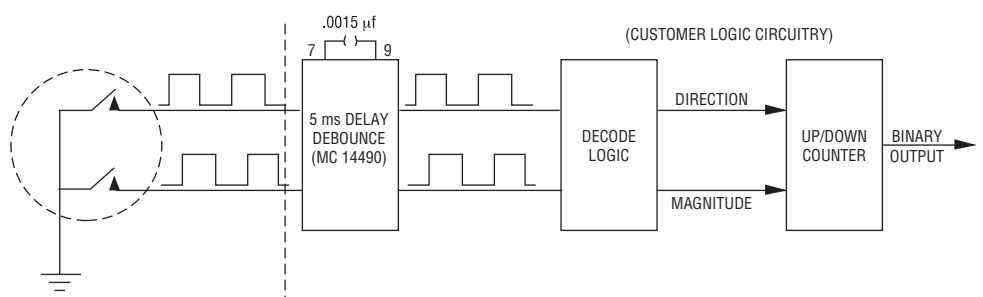 .0015 μf
7 9
(CUSTOMER LOGIC CIRCUITRY)
5 ms DELAY
DEBOUNCE
(MC 14490)
DECODE
LOGIC
DIRECTION
MAGNITUDE
UP/DOWN
COUNTER
BINARY
OUTPUT